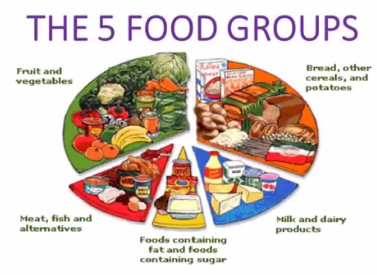 THE 5 FOOD GROUPS
Fruit and
vegetables
Bread, other
cereals, and
potatoes
Meat, fish and
alternatives
Foods containing
fat and foods
containing sugar
Milk and dairy
products